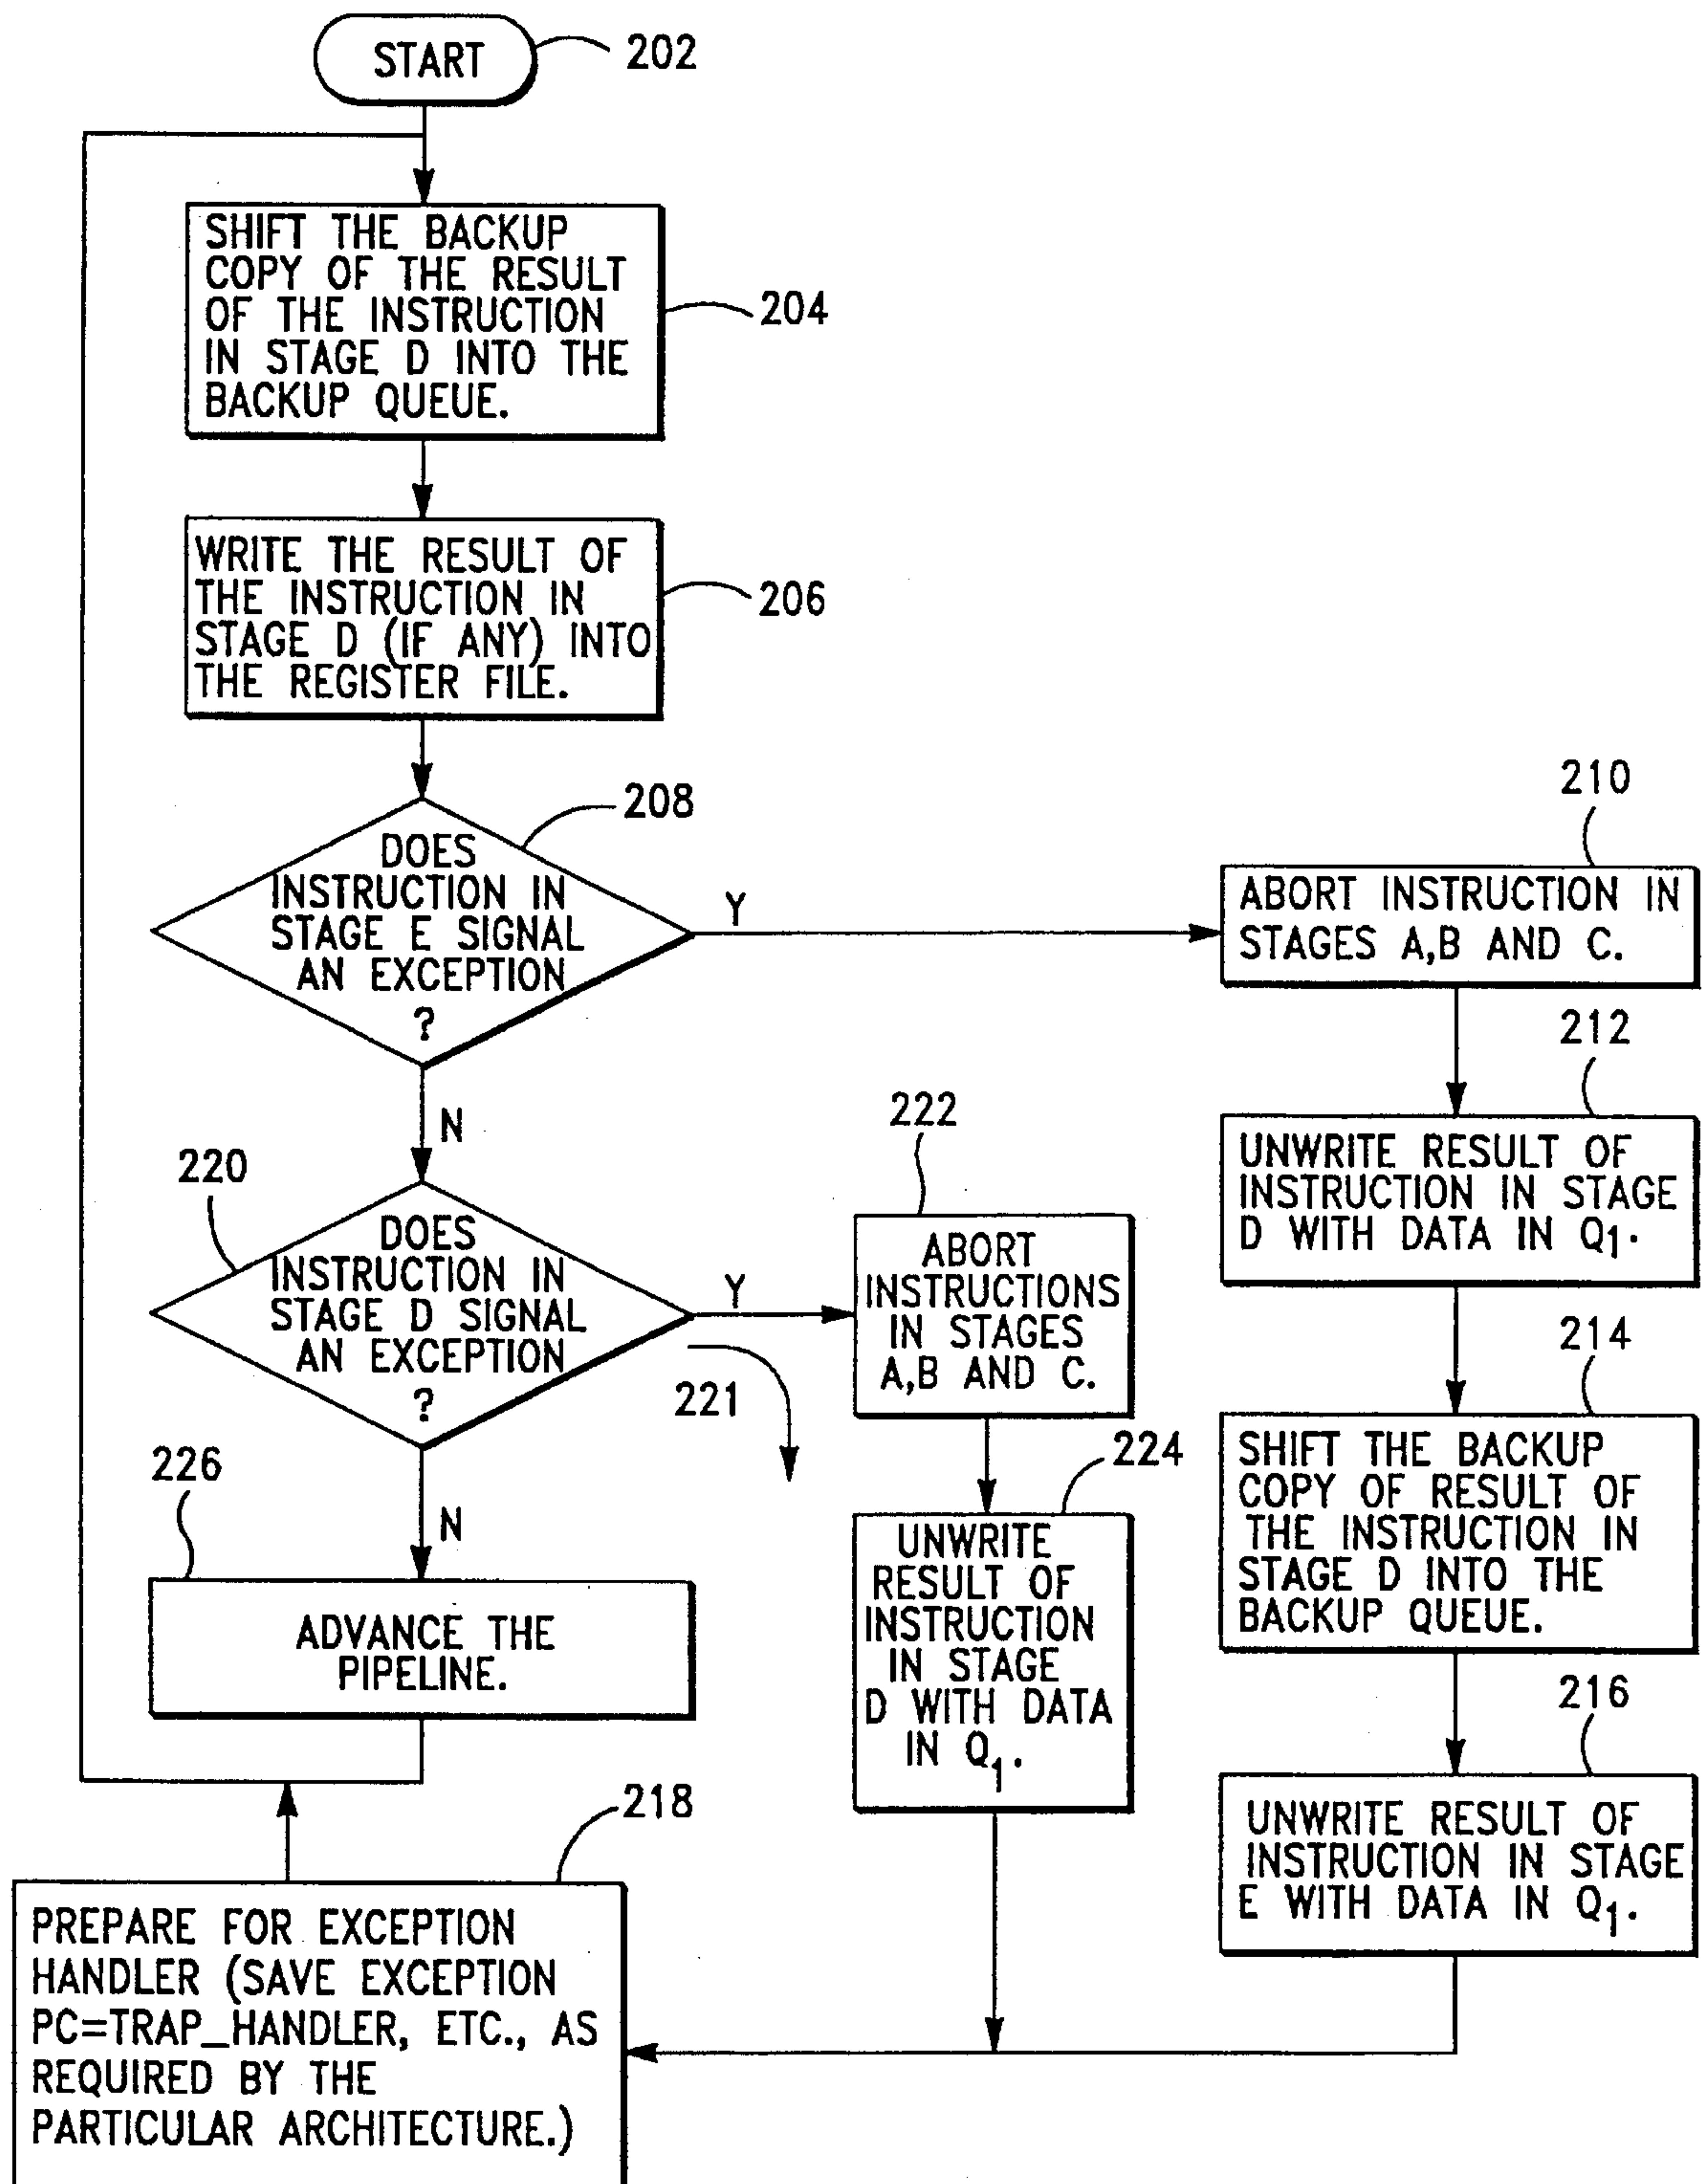 START
202
SHIFT THE BACKUP
COPY OF THE RESULT
OF THE INSTRUCTION
IN STAGE D INTO THE
BACKUP QUEUE.
204
WRITE THE RESULT OF
THE INSTRUCTION IN
STAGE D (IF ANY) INTO
THE REGISTER FILE.
206
DOES
INSTRUCTION IN
STAGE E SIGNAL
AN EXCEPTION
?
208
Y
N
210
ABORT INSTRUCTION IN
STAGES A,B AND C.
212
UNWRITE RESULT OF
INSTRUCTION IN STAGE
D WITH DATA IN Q1.
214
SHIFT THE BACKUP
COPY OF RESULT OF
THE INSTRUCTION IN
STAGE D INTO THE
BACKUP QUEUE.
216
UNWRITE RESULT OF
INSTRUCTION IN STAGE
E WITH DATA IN Q1.
220
DOES
INSTRUCTION IN
STAGE D SIGNAL
AN EXCEPTION
?
Y
221
N
222
ABORT
INSTRUCTIONS
IN STAGES
A,B AND C.
224
UNWRITE
RESULT OF
INSTRUCTION
IN STAGE
D WITH DATA
IN Q1.
226
ADVANCE THE
PIPELINE.
218
PREPARE FOR EXCEPTION
HANDLER (SAVE EXCEPTION
PC=TRAP_HANDLER, ETC., AS
REQUIRED BY THE
PARTICULAR ARCHITECTURE.)